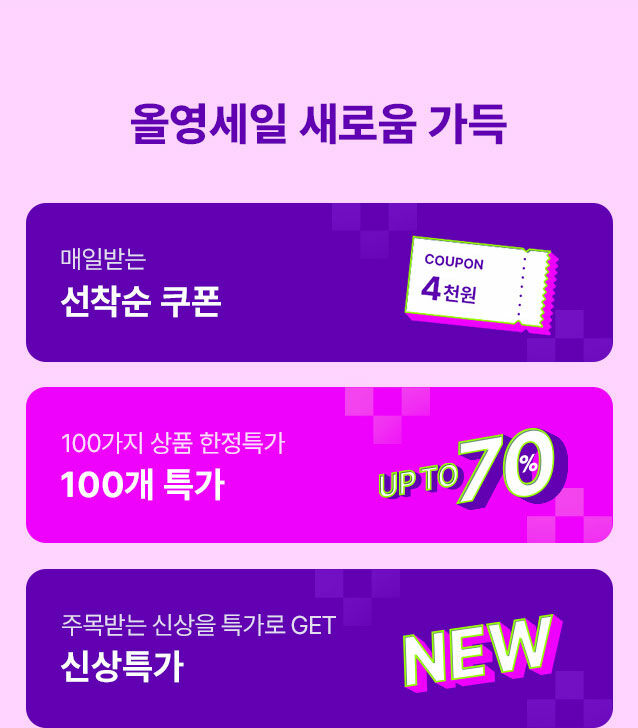 올영세일 새로움 가득
매일받는
선착순 쿠폰
COUPON
4천원
100가지 상품 한정특가
100개 특가
UP TO 70%
주목받는 신상을 특가로 GET
신상특가
NEW